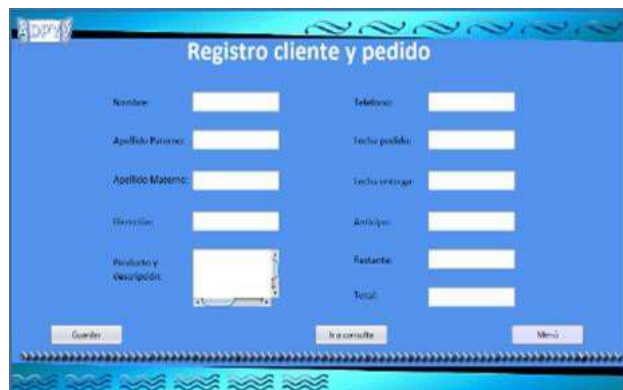 ADPYV
Registro cliente y pedido
Nombre:
Apellido Paterno:
Apellido Materno:
Dirección:
Producto y
descripción:
Telefono:
Fecha pedido:
Fecha entrega:
Anticipo:
Restante:
Total:
Guardar
Ir a consulta
Menú